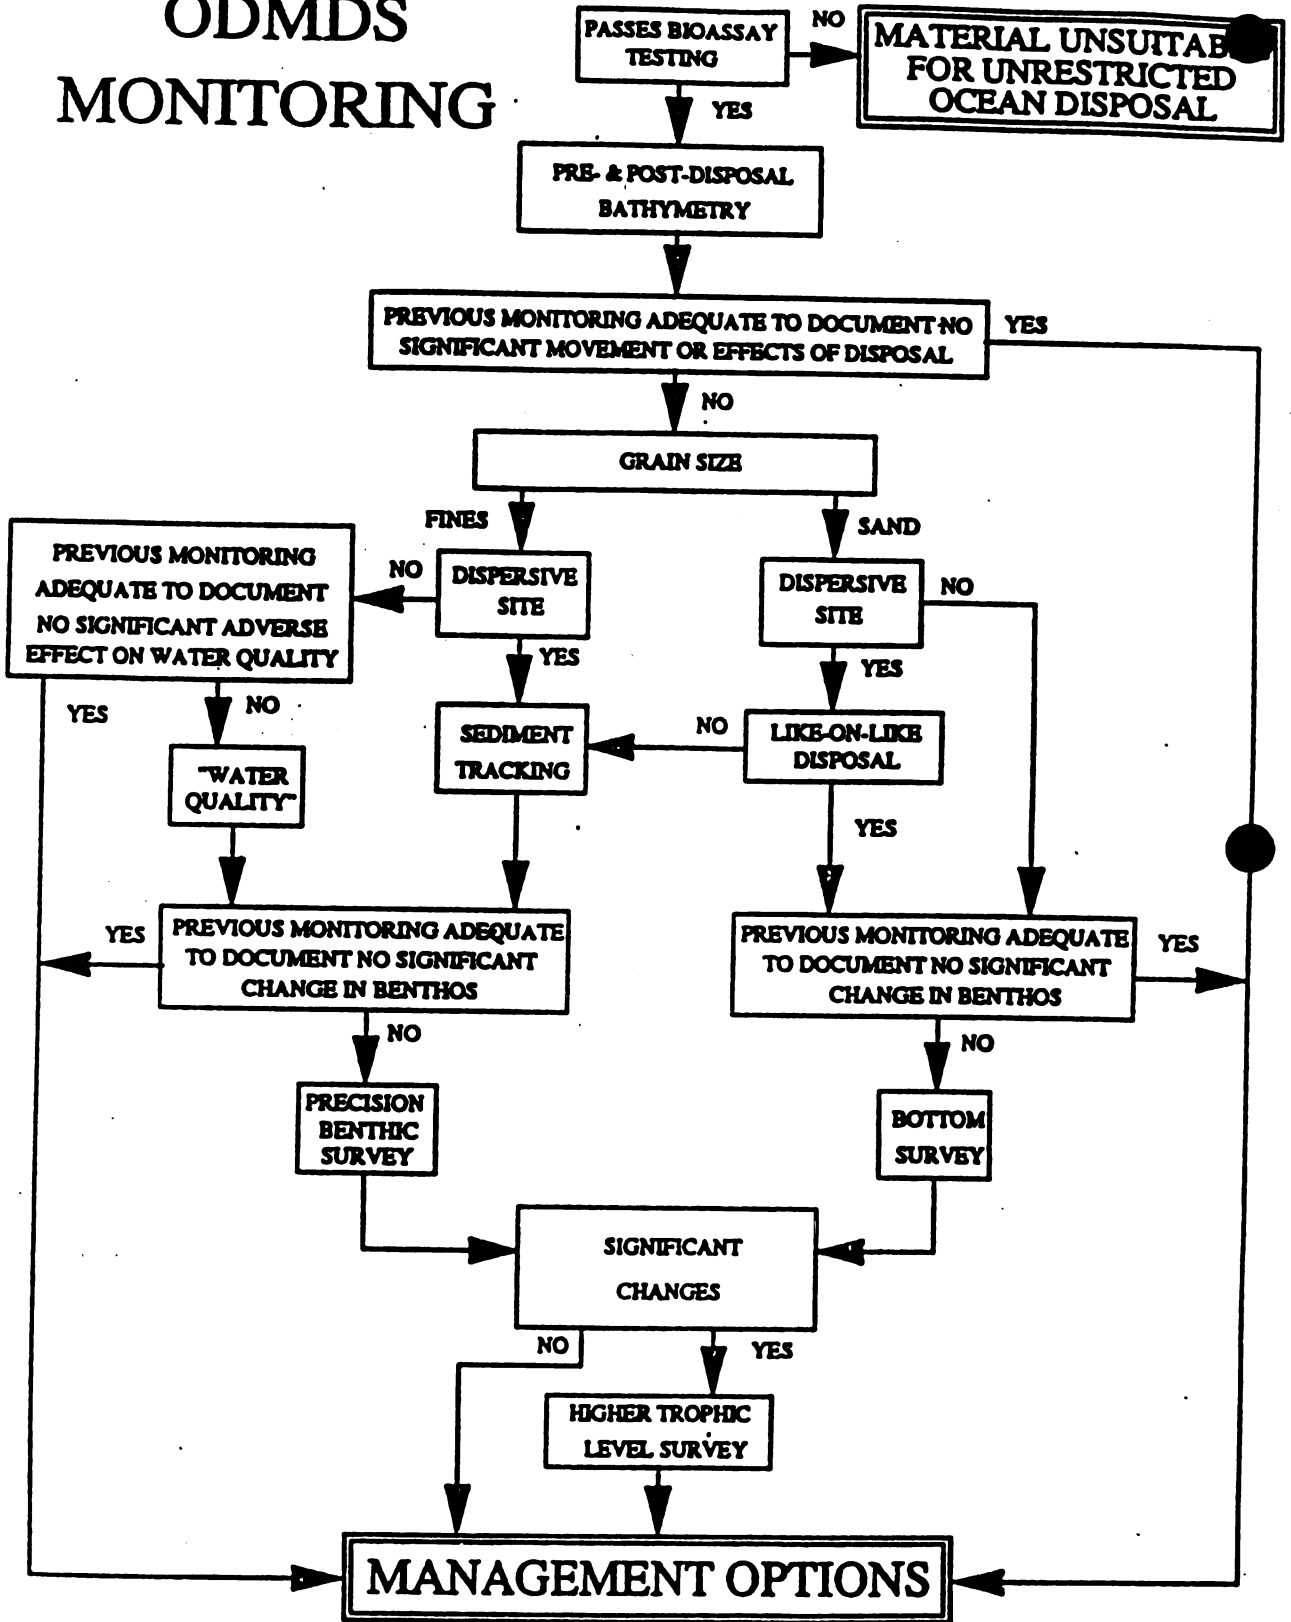 ODMDS
MONITORING
PASSES BIOASSAY
TESTING
NO
MATERIAL
FOR UNRESTRICTED
OCEAN DISPOSAL
YES
PRE- & POST-DISPOSAL
BATHYMETRY
PREVIOUS MONITORING ADEQUATE TO DOCUMENT NO
SIGNIFICANT MOVEMENT OR EFFECTS OF DISPOSAL
YES
NO
GRAIN SIZE
FINES
SAND
PREVIOUS MONITORING
ADEQUATE TO DOCUMENT
NO SIGNIFICANT ADVERSE
EFFECT ON WATER QUALITY
NO
DISPERSIVE
SITE
DISPERSIVE
SITE
NO
YES
YES
YES
NO
SEDIMENT
TRACKING
NO
LIKE-ON-LIKE
DISPOSAL
"WATER
QUALITY"
YES
YES
PREVIOUS MONITORING ADEQUATE
TO DOCUMENT NO SIGNIFICANT
CHANGE IN BENTHOS
PREVIOUS MONITORING ADEQUATE
TO DOCUMENT NO SIGNIFICANT
CHANGE IN BENTHOS
YES
NO
NO
PRECISION
BENTHIC
SURVEY
BOTTOM
SURVEY
SIGNIFICANT
CHANGES
NO
YES
HIGHER TROPHIC
LEVEL SURVEY
MANAGEMENT OPTIONS